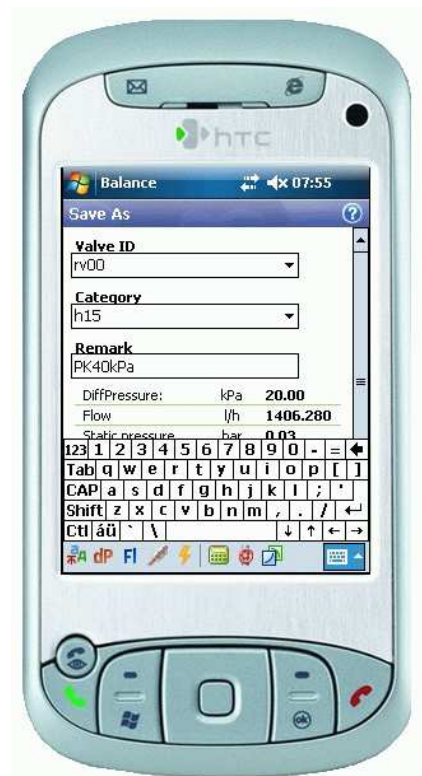 hTC
Balance 07:55
Save As ?
Valve ID
rv00
Category
h15
Remark
PK40kPa
DiffPressure: kPa 20.00
Flow l/h 1406.280
Static pressure bar 0.03
123 1 2 3 4 5 6 7 8 9 0 - =
Tab q w e r t y u i o p [ ]
CAP a s d f g h j k l ; '
Shift z x c v b n m , . /
Ctl áü ` \
dP Fl
ok